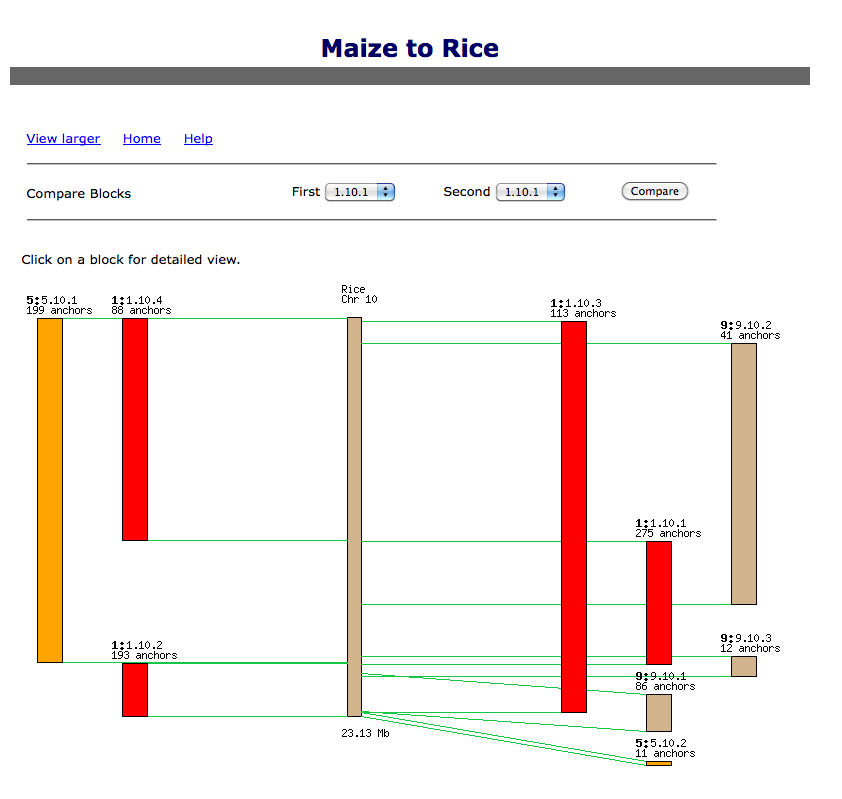 Maize to Rice
View larger Home Help
Compare Blocks First 1.10.1 Second 1.10.1 Compare
Click on a block for detailed view.
Rice
Chr 10
5:5.10.1
199 anchors
1:1.10.4
88 anchors
1:1.10.3
113 anchors
9:9.10.2
41 anchors
1:1.10.1
275 anchors
1:1.10.2
193 anchors
9:9.10.3
12 anchors
9:9.10.1
86 anchors
23.13 Mb
5:5.10.2
11 anchors